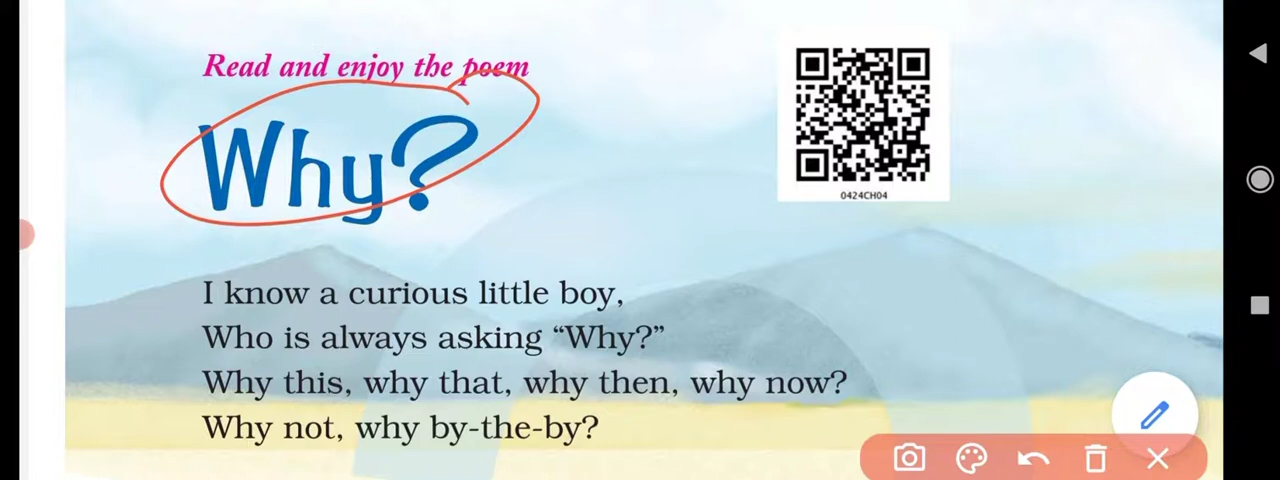 Read and enjoy the poem
Why?
0424CH04
I know a curious little boy,
Who is always asking “Why?”
Why this, why that, why then, why now?
Why not, why by-the-by?